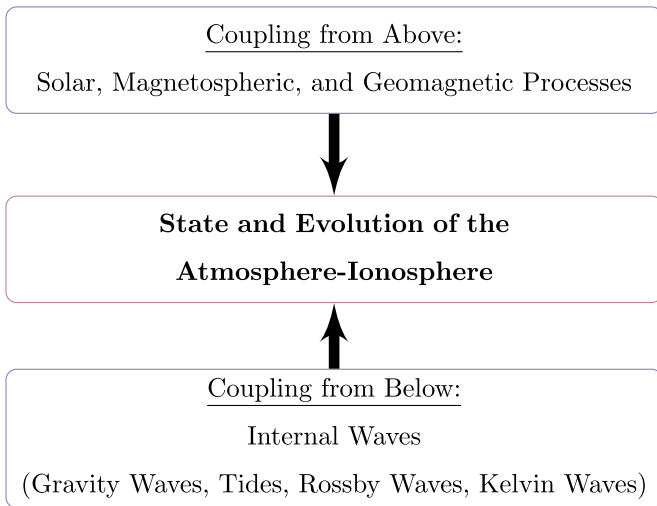 Coupling from Above:
Solar, Magnetospheric, and Geomagnetic Processes
State and Evolution of the
Atmosphere-Ionosphere
Coupling from Below:
Internal Waves
(Gravity Waves, Tides, Rossby Waves, Kelvin Waves)